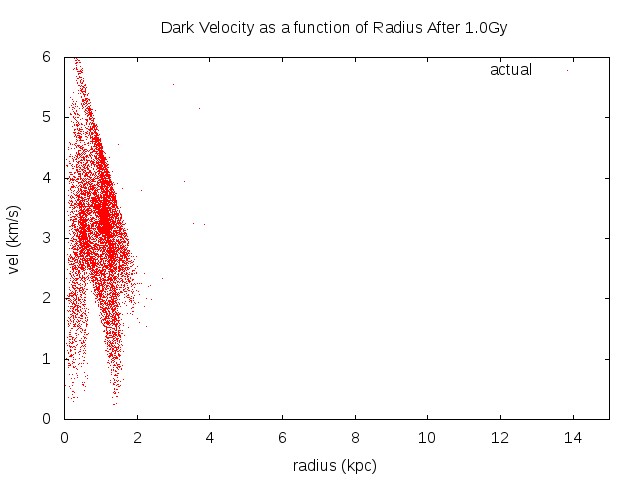 Dark Velocity as a function of Radius After 1.0Gy
actual
6
5
4
3
2
1
0
vel (km/s)
0 2 4 6 8 10 12 14
radius (kpc)